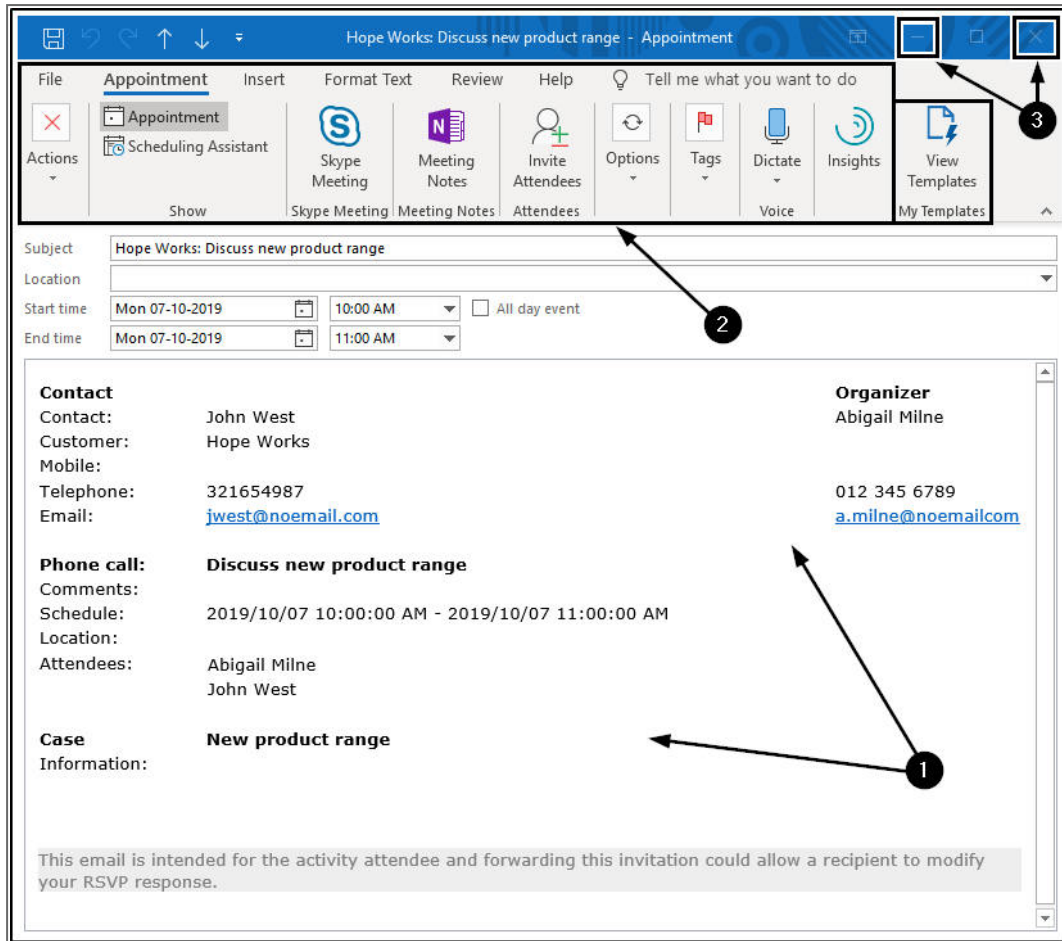 Hope Works: Discuss new product range - Appointment
File Appointment Insert Format Text Review Help Tell me what you want to do
Actions
Appointment
Scheduling Assistant
Show
Skype
Meeting
Skype Meeting
Meeting
Notes
Meeting Notes
Invite
Attendees
Attendees
Options
Tags
Dictate
Voice
Insights
View
Templates
My Templates
3
2
Subject Hope Works: Discuss new product range
Location
Start time Mon 07-10-2019 10:00 AM All day event
End time Mon 07-10-2019 11:00 AM
Contact Organizer
Contact: John West Abigail Milne
Customer: Hope Works
Mobile:
Telephone: 321654987 012 345 6789
Email: jwest@noemail.com a.milne@noemailcom
Phone call: Discuss new product range
Comments:
Schedule: 2019/10/07 10:00:00 AM - 2019/10/07 11:00:00 AM
Location:
Attendees: Abigail Milne
John West
Case New product range
Information:
1
This email is intended for the activity attendee and forwarding this invitation could allow a recipient to modify
your RSVP response.